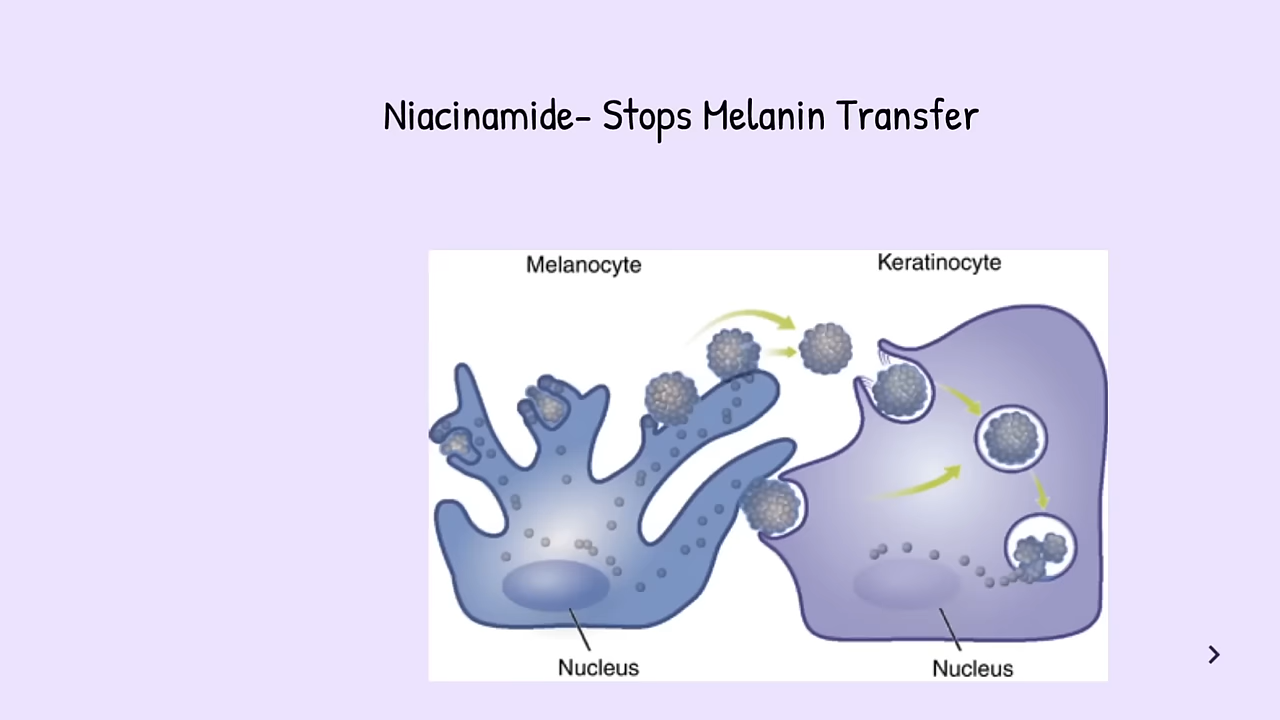 Niacinamide- Stops Melanin Transfer
Melanocyte
Keratinocyte
Nucleus
Nucleus